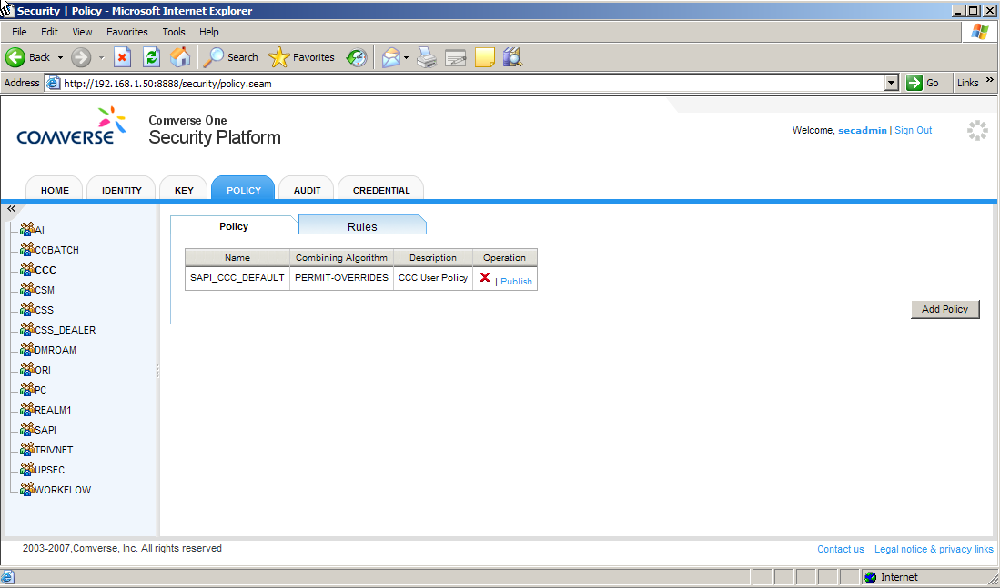 Security | Policy - Microsoft Internet Explorer
File Edit View Favorites Tools Help
Back Search Favorites
Address http://192.168.1.50:8888/security/policy.seam Go Links »
COMVERSE
Comverse One
Security Platform
Welcome, secadmin | Sign Out
HOME IDENTITY KEY POLICY AUDIT CREDENTIAL
«
AI
CCBATCH
CCC
CSM
CSS
CSS_DEALER
DMROAM
ORI
PC
REALM1
SAPI
TRIVNET
UPSEC
WORKFLOW
Policy Rules
Name Combining Algorithm Description Operation
SAPI_CCC_DEFAULT PERMIT-OVERRIDES CCC User Policy | Publish
Add Policy
2003-2007,Comverse, Inc. All rights reserved
Contact us Legal notice & privacy links
Internet